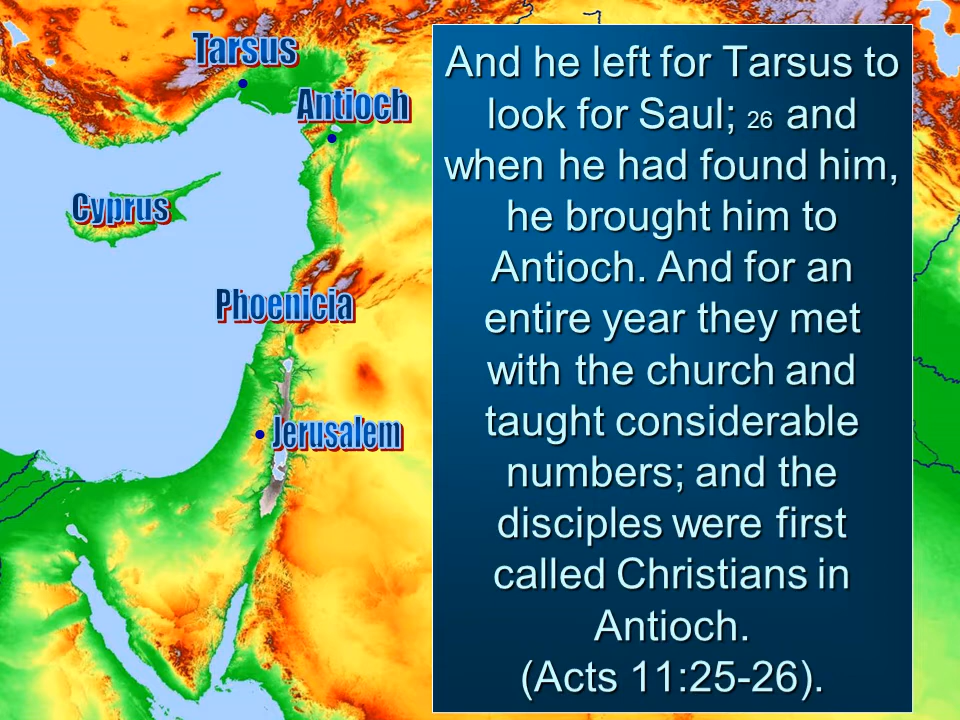 Tarsus
Antioch
Cyprus
Phoenicia
Jerusalem
And he left for Tarsus to
look for Saul; 26 and
when he had found him,
he brought him to
Antioch. And for an
entire year they met
with the church and
taught considerable
numbers; and the
disciples were first
called Christians in
Antioch.
(Acts 11:25-26).